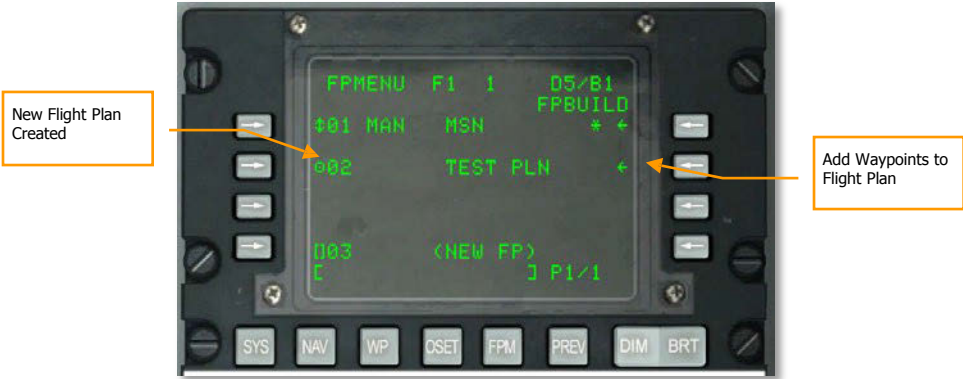 FPMENU F1 1 D5/B1
FPBUILD
↕01 MAN MSN * ←
⊙02 TEST PLN ←
[]03 (NEW FP)
[ ] P1/1
New Flight Plan
Created
Add Waypoints to
Flight Plan
SYS NAV WP OSET FPM PREV DIM BRT